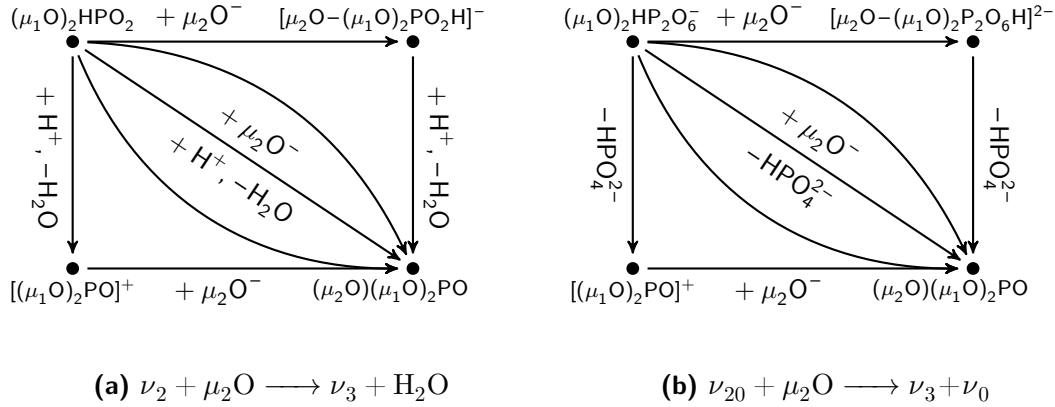 (μ₁O)₂HPO₂ + μ₂O⁻ [μ₂O–(μ₁O)₂PO₂H]⁻
+ H⁺, –H₂O
+ μ₂O⁻
+ H⁺, –H₂O
+ H⁺, –H₂O
[(μ₁O)₂PO]⁺ + μ₂O⁻ (μ₂O)(μ₁O)₂PO
(a) ν₂ + μ₂O ⟶ ν₃ + H₂O
(μ₁O)₂HP₂O₆⁻ + μ₂O⁻ [μ₂O–(μ₁O)₂P₂O₆H]²⁻
–HPO₄²⁻
+ μ₂O⁻
–HPO₄²⁻
–HPO₄²⁻
[(μ₁O)₂PO]⁺ + μ₂O⁻ (μ₂O)(μ₁O)₂PO
(b) ν₂₀ + μ₂O ⟶ ν₃+ν₀